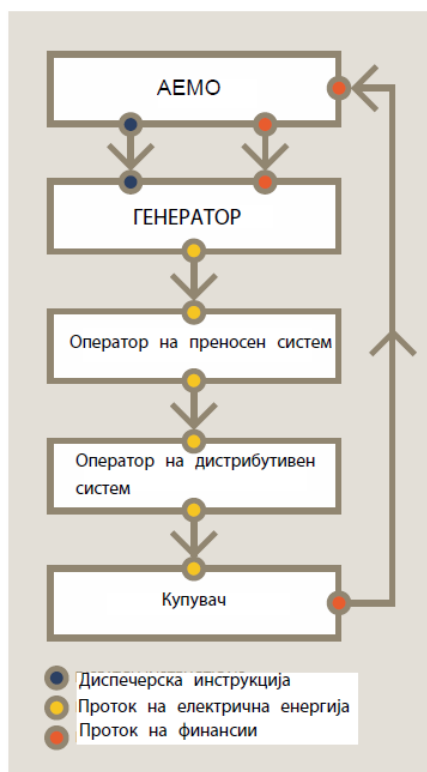 АЕМО
ГЕНЕРАТОР
Оператор на преносен систем
Оператор на дистрибутивен
систем
Купувач
Диспечерска инструкција
Проток на електрична енергија
Проток на финансии